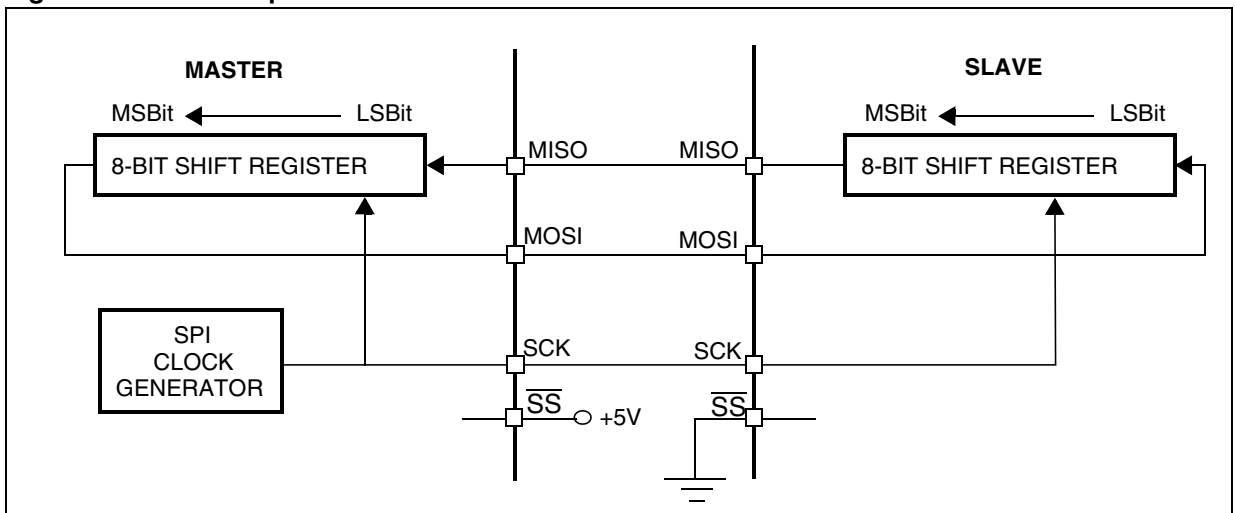 MASTER
SLAVE
MSBit LSBit
MSBit LSBit
8-BIT SHIFT REGISTER
MISO MISO
8-BIT SHIFT REGISTER
MOSI MOSI
SPI
CLOCK
GENERATOR
SCK SCK
SS +5V
SS